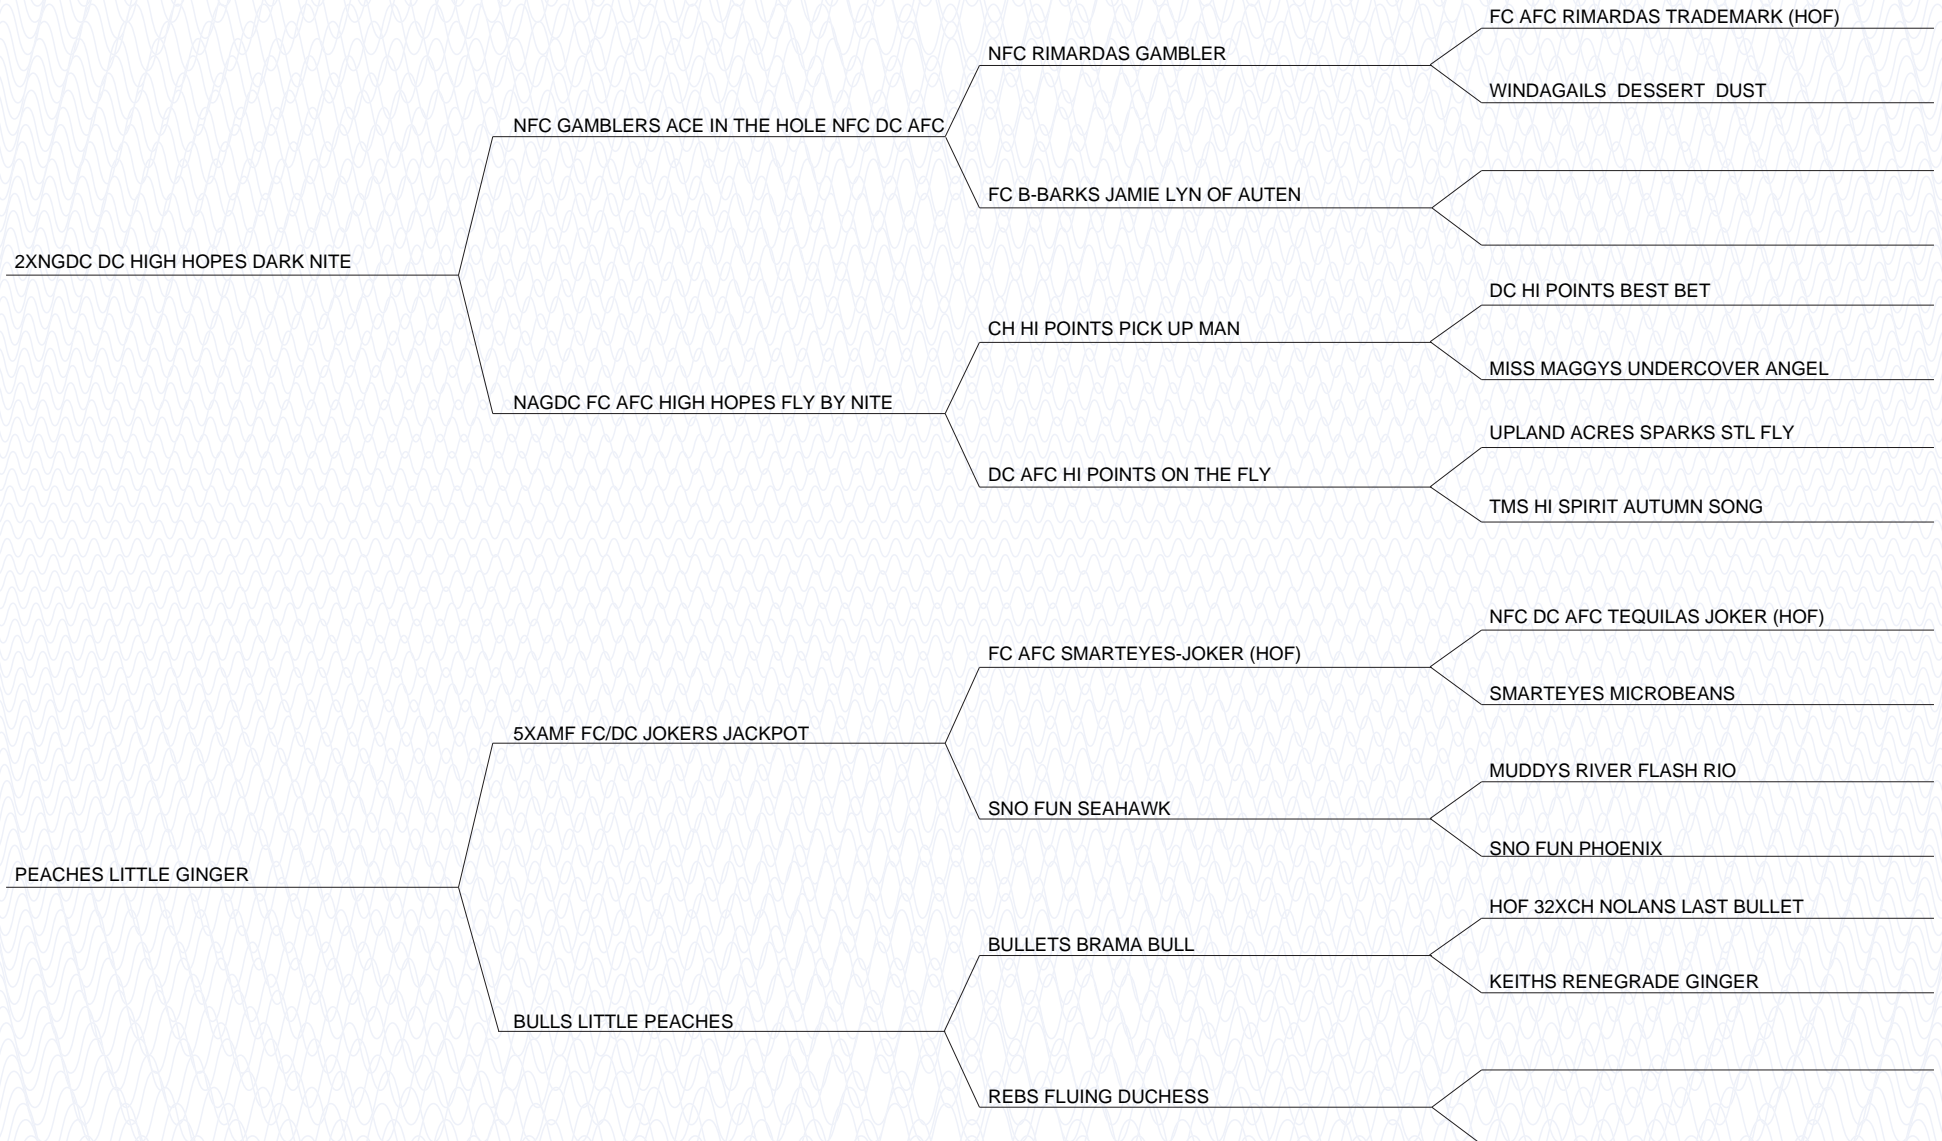 FC AFC RIMARDAS TRADEMARK (HOF)
NFC RIMARDAS GAMBLER
WINDAGAILS  DESSERT  DUST
NFC GAMBLERS ACE IN THE HOLE NFC DC AFC
FC B-BARKS JAMIE LYN OF AUTEN
2XNGDC DC HIGH HOPES DARK NITE
DC HI POINTS BEST BET
CH HI POINTS PICK UP MAN
MISS MAGGYS UNDERCOVER ANGEL
NAGDC FC AFC HIGH HOPES FLY BY NITE
UPLAND ACRES SPARKS STL FLY
DC AFC HI POINTS ON THE FLY
TMS HI SPIRIT AUTUMN SONG
NFC DC AFC TEQUILAS JOKER (HOF)
FC AFC SMARTEYES-JOKER (HOF)
SMARTEYES MICROBEANS
5XAMF FC/DC JOKERS JACKPOT
MUDDYS RIVER FLASH RIO
SNO FUN SEAHAWK
SNO FUN PHOENIX
PEACHES LITTLE GINGER
HOF 32XCH NOLANS LAST BULLET
BULLETS BRAMA BULL
KEITHS RENEGRADE GINGER
BULLS LITTLE PEACHES
REBS FLUING DUCHESS